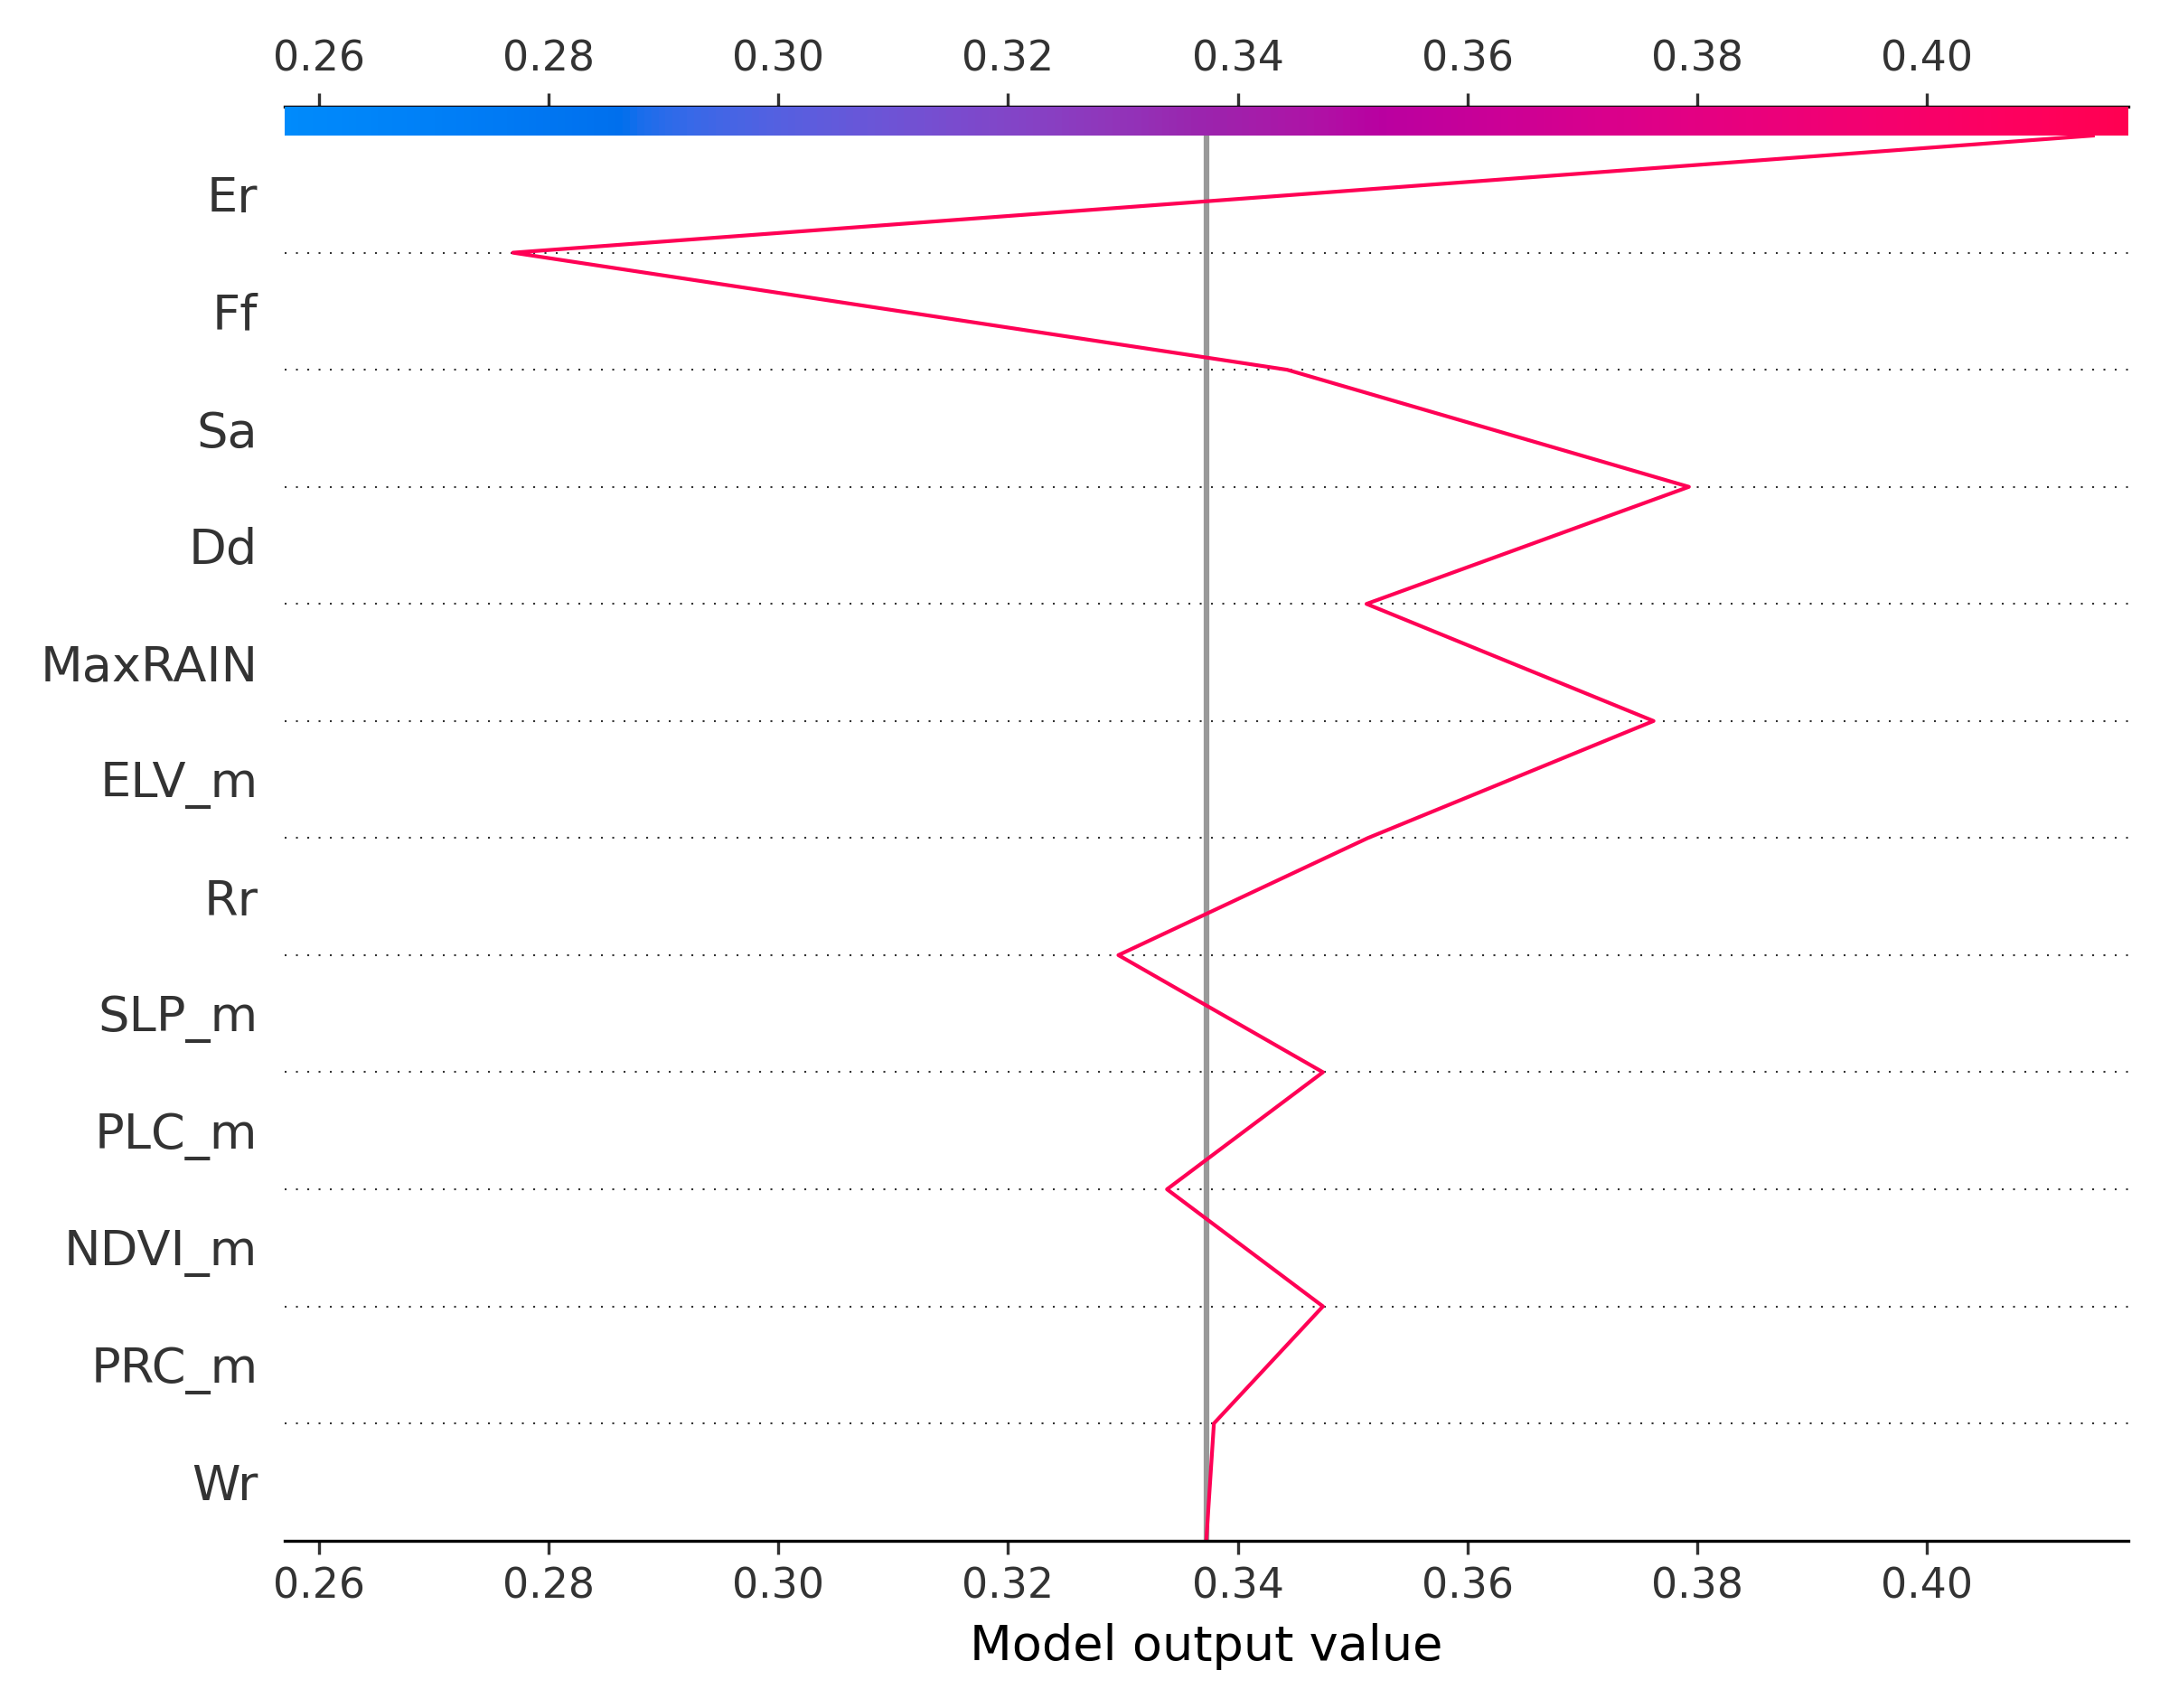 0.26 0.28 0.30 0.32 0.34 0.36 0.38 0.40
Er
Ff
Sa
Dd
MaxRAIN
ELV_m
Rr
SLP_m
PLC_m
NDVI_m
PRC_m
Wr
0.26 0.28 0.30 0.32 0.34 0.36 0.38 0.40
Model output value